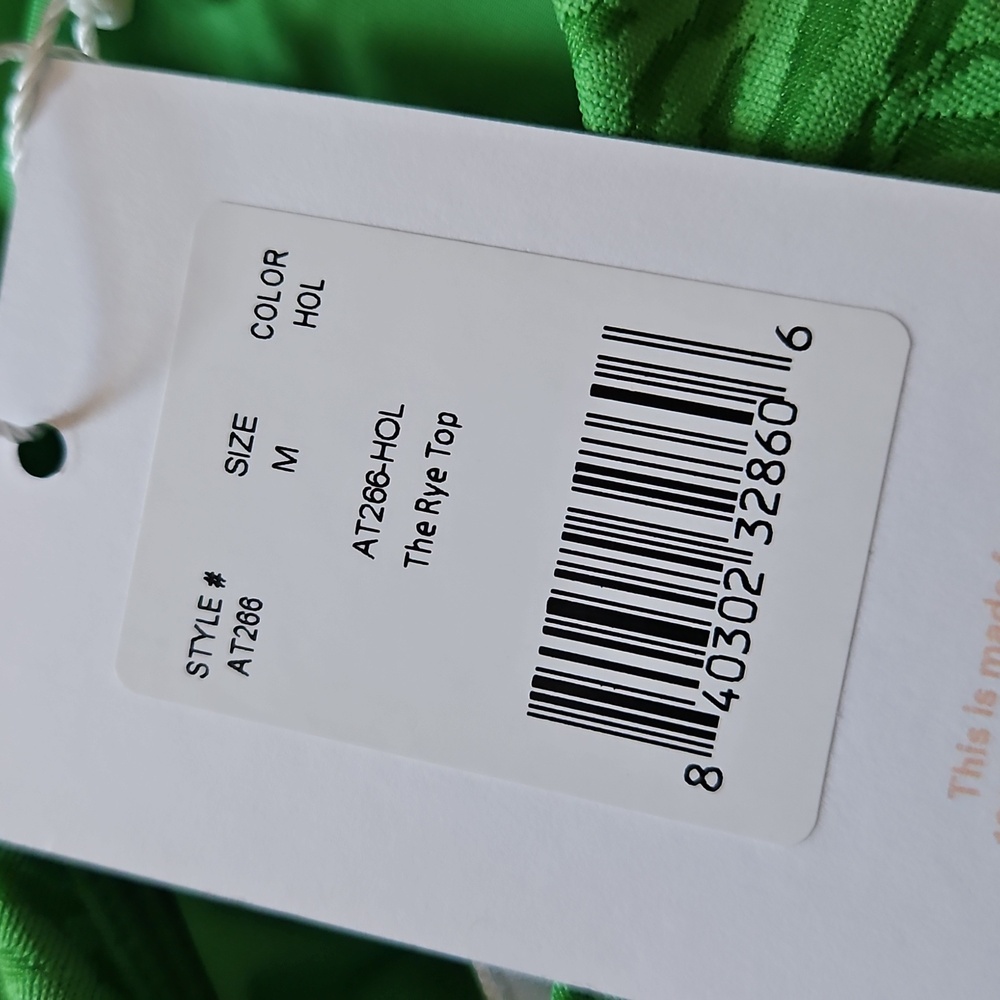 STYLE # SIZE COLOR
AT266 M HOL
AT266-HOL
The Rye Top
8 40302 32860 6
This is made